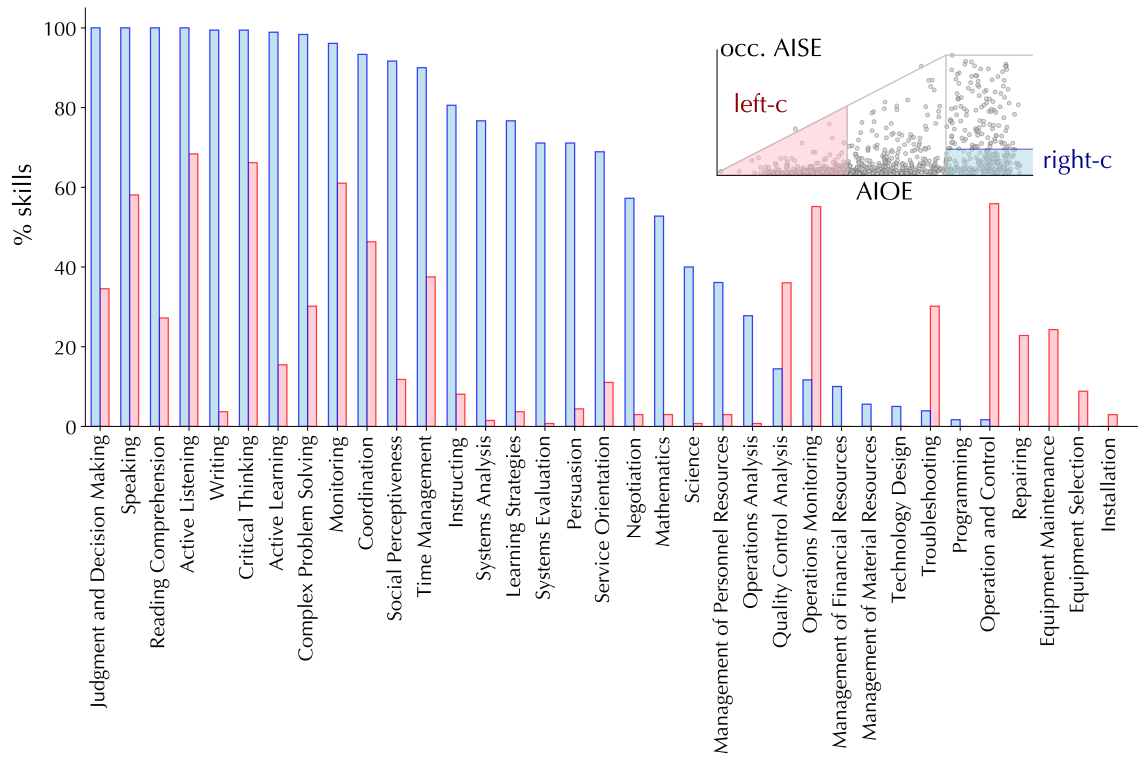 % skills
100
80
60
40
20
0
occ. AISE
left-c
right-c
AIOE
Judgment and Decision Making
Speaking
Reading Comprehension
Active Listening
Writing
Critical Thinking
Active Learning
Complex Problem Solving
Monitoring
Coordination
Social Perceptiveness
Time Management
Instructing
Systems Analysis
Learning Strategies
Systems Evaluation
Persuasion
Service Orientation
Negotiation
Mathematics
Science
Management of Personnel Resources
Operations Analysis
Quality Control Analysis
Operations Monitoring
Management of Financial Resources
Management of Material Resources
Technology Design
Troubleshooting
Programming
Operation and Control
Repairing
Equipment Maintenance
Equipment Selection
Installation